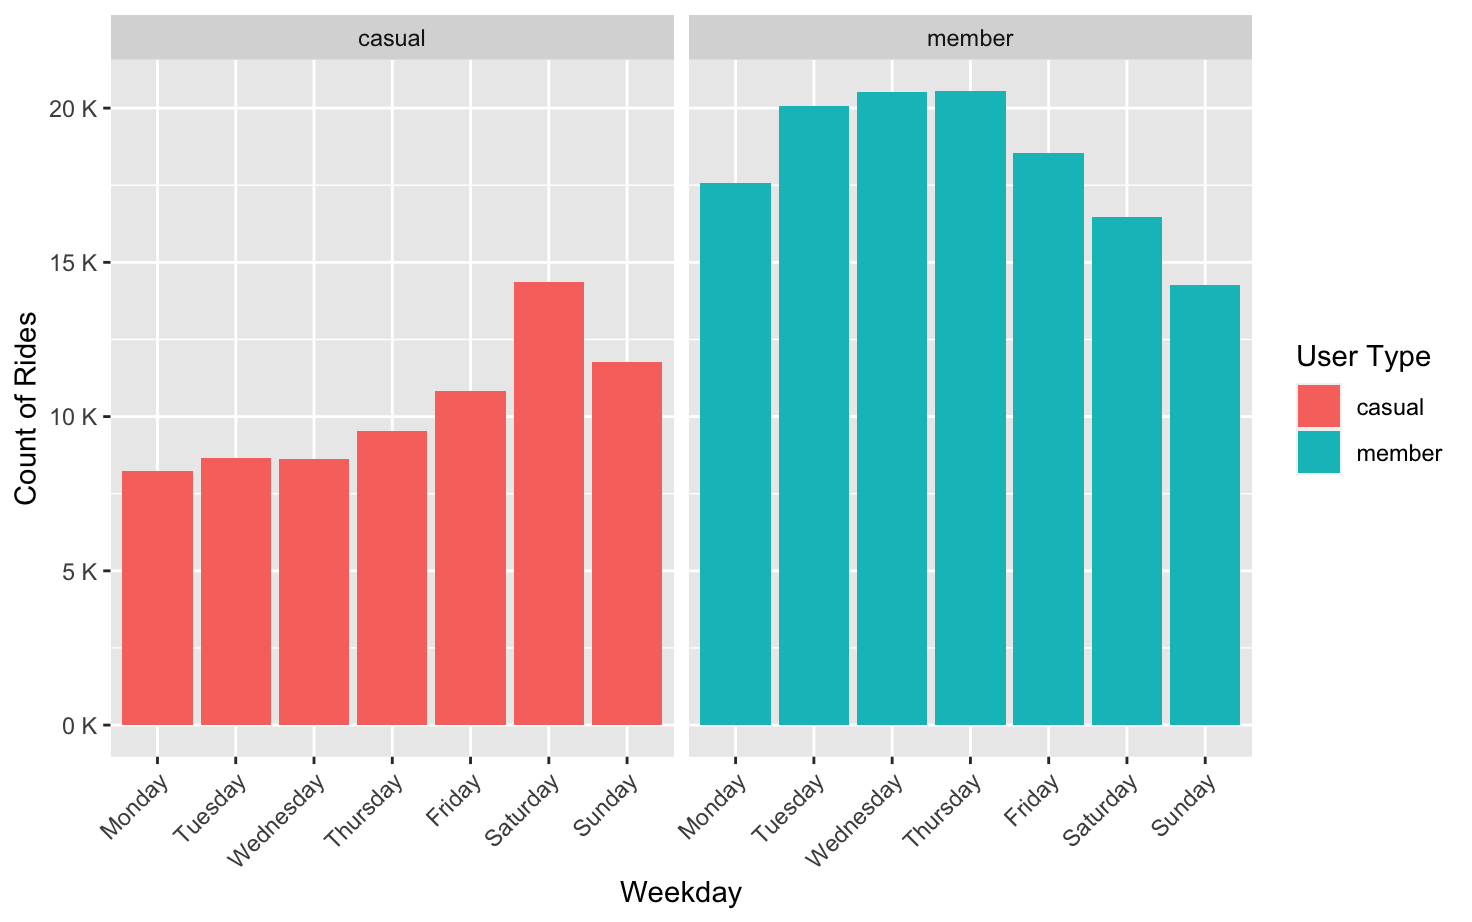 casual
member
20 K
15 K
10 K
5 K
0 K
Count of Rides
Monday
Tuesday
Wednesday
Thursday
Friday
Saturday
Sunday
Monday
Tuesday
Wednesday
Thursday
Friday
Saturday
Sunday
Weekday
User Type
casual
member